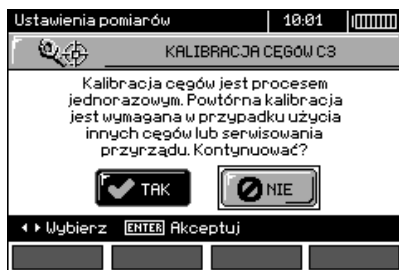 Ustawienia pomiarów 10:01
KALIBRACJA CĘGÓW C3
Kalibracja cęgów jest procesem
jednorazowym. Powtórna kalibracja
jest wymagana w przypadku użycia
innych cęgów lub serwisowania
przyrządu. Kontynuować?
TAK NIE
Wybierz ENTER Akceptuj